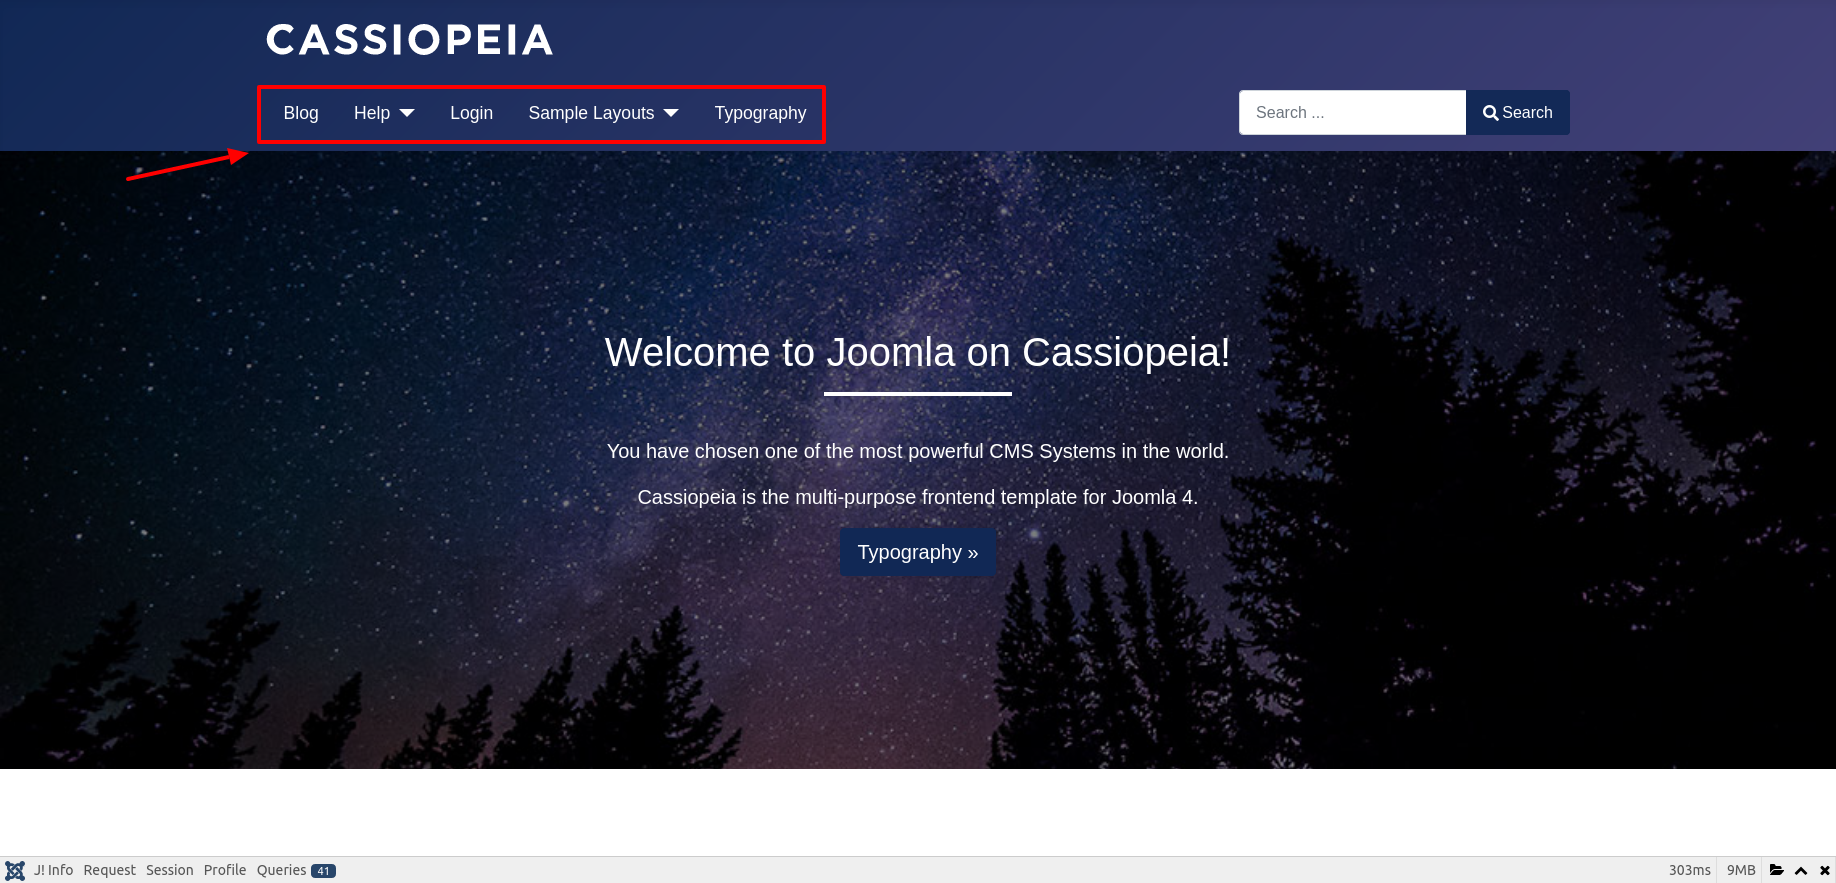 CASSIOPEIA
Blog Help Login Sample Layouts Typography Search ... Search
Welcome to Joomla on Cassiopeia!
You have chosen one of the most powerful CMS Systems in the world.
Cassiopeia is the multi-purpose frontend template for Joomla 4.
Typography »
J! Info Request Session Profile Queries 41 303ms 9MB